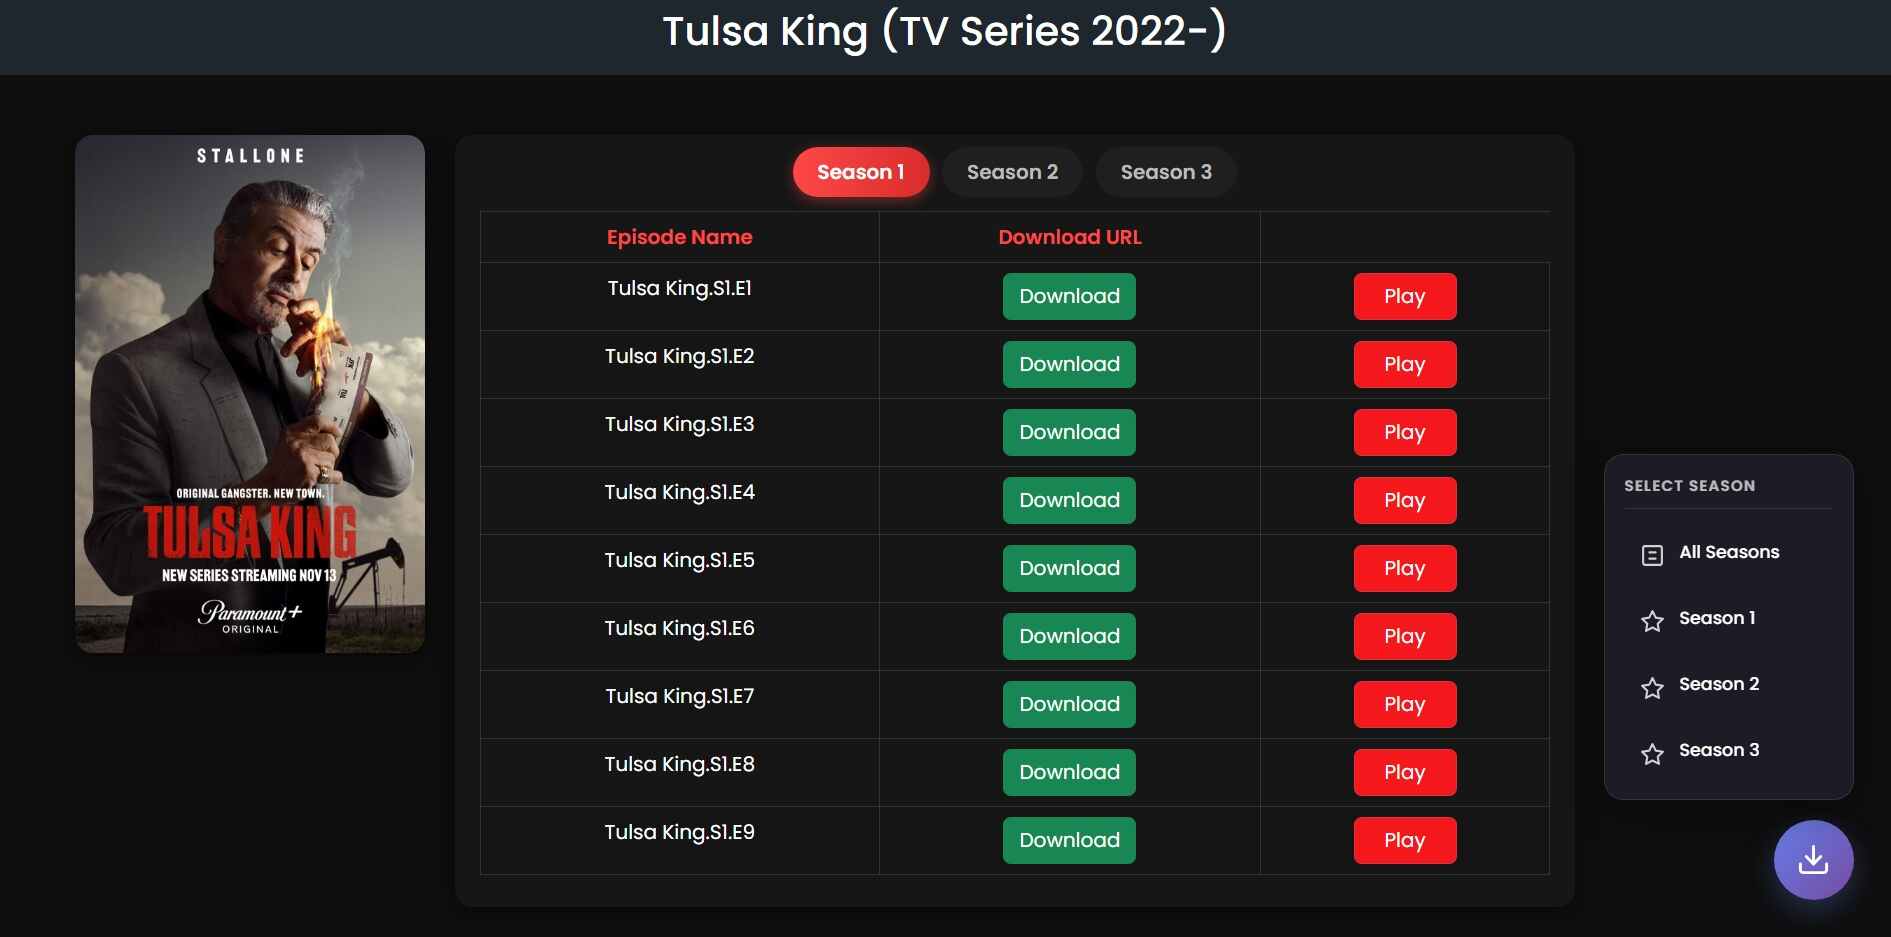 Tulsa King (TV Series 2022-)
STALLONE
ORIGINAL GANGSTER. NEW TOWN.
TULSA KING
NEW SERIES STREAMING NOV 13
Paramount+
ORIGINAL
Season 1 Season 2 Season 3
Episode Name Download URL
Tulsa King.S1.E1 Download Play
Tulsa King.S1.E2 Download Play
Tulsa King.S1.E3 Download Play
Tulsa King.S1.E4 Download Play
Tulsa King.S1.E5 Download Play
Tulsa King.S1.E6 Download Play
Tulsa King.S1.E7 Download Play
Tulsa King.S1.E8 Download Play
Tulsa King.S1.E9 Download Play
SELECT SEASON
All Seasons
Season 1
Season 2
Season 3